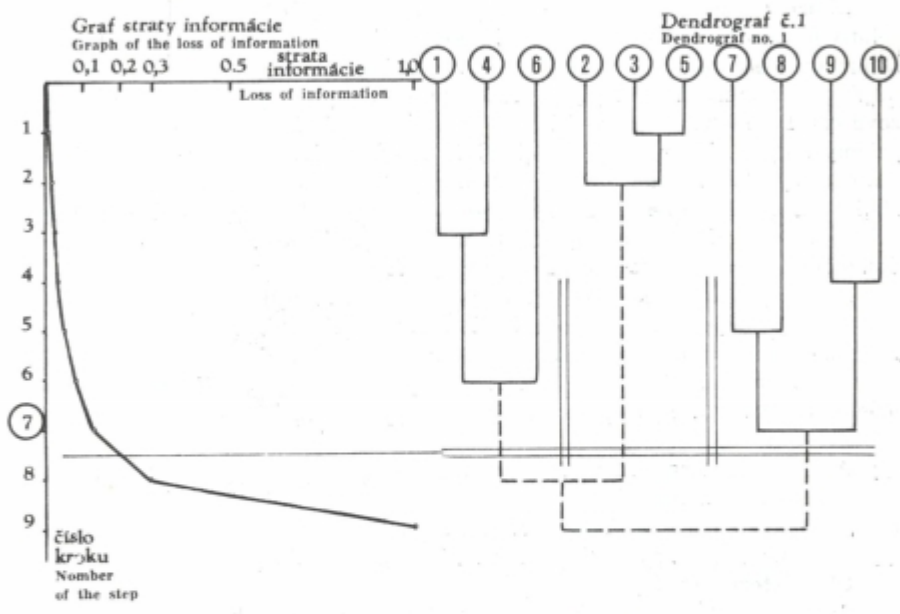 Graf straty informácie
Graph of the loss of information
strata
informácie
0,1 0,2 0,3 0.5 1,0
Loss of information
Dendrograf č.1
Dendrograf no. 1
1 4 6 2 3 5 7 8 9 10
1
2
3
4
5
6
7
8
9
číslo
kroku
Nomber
of the step